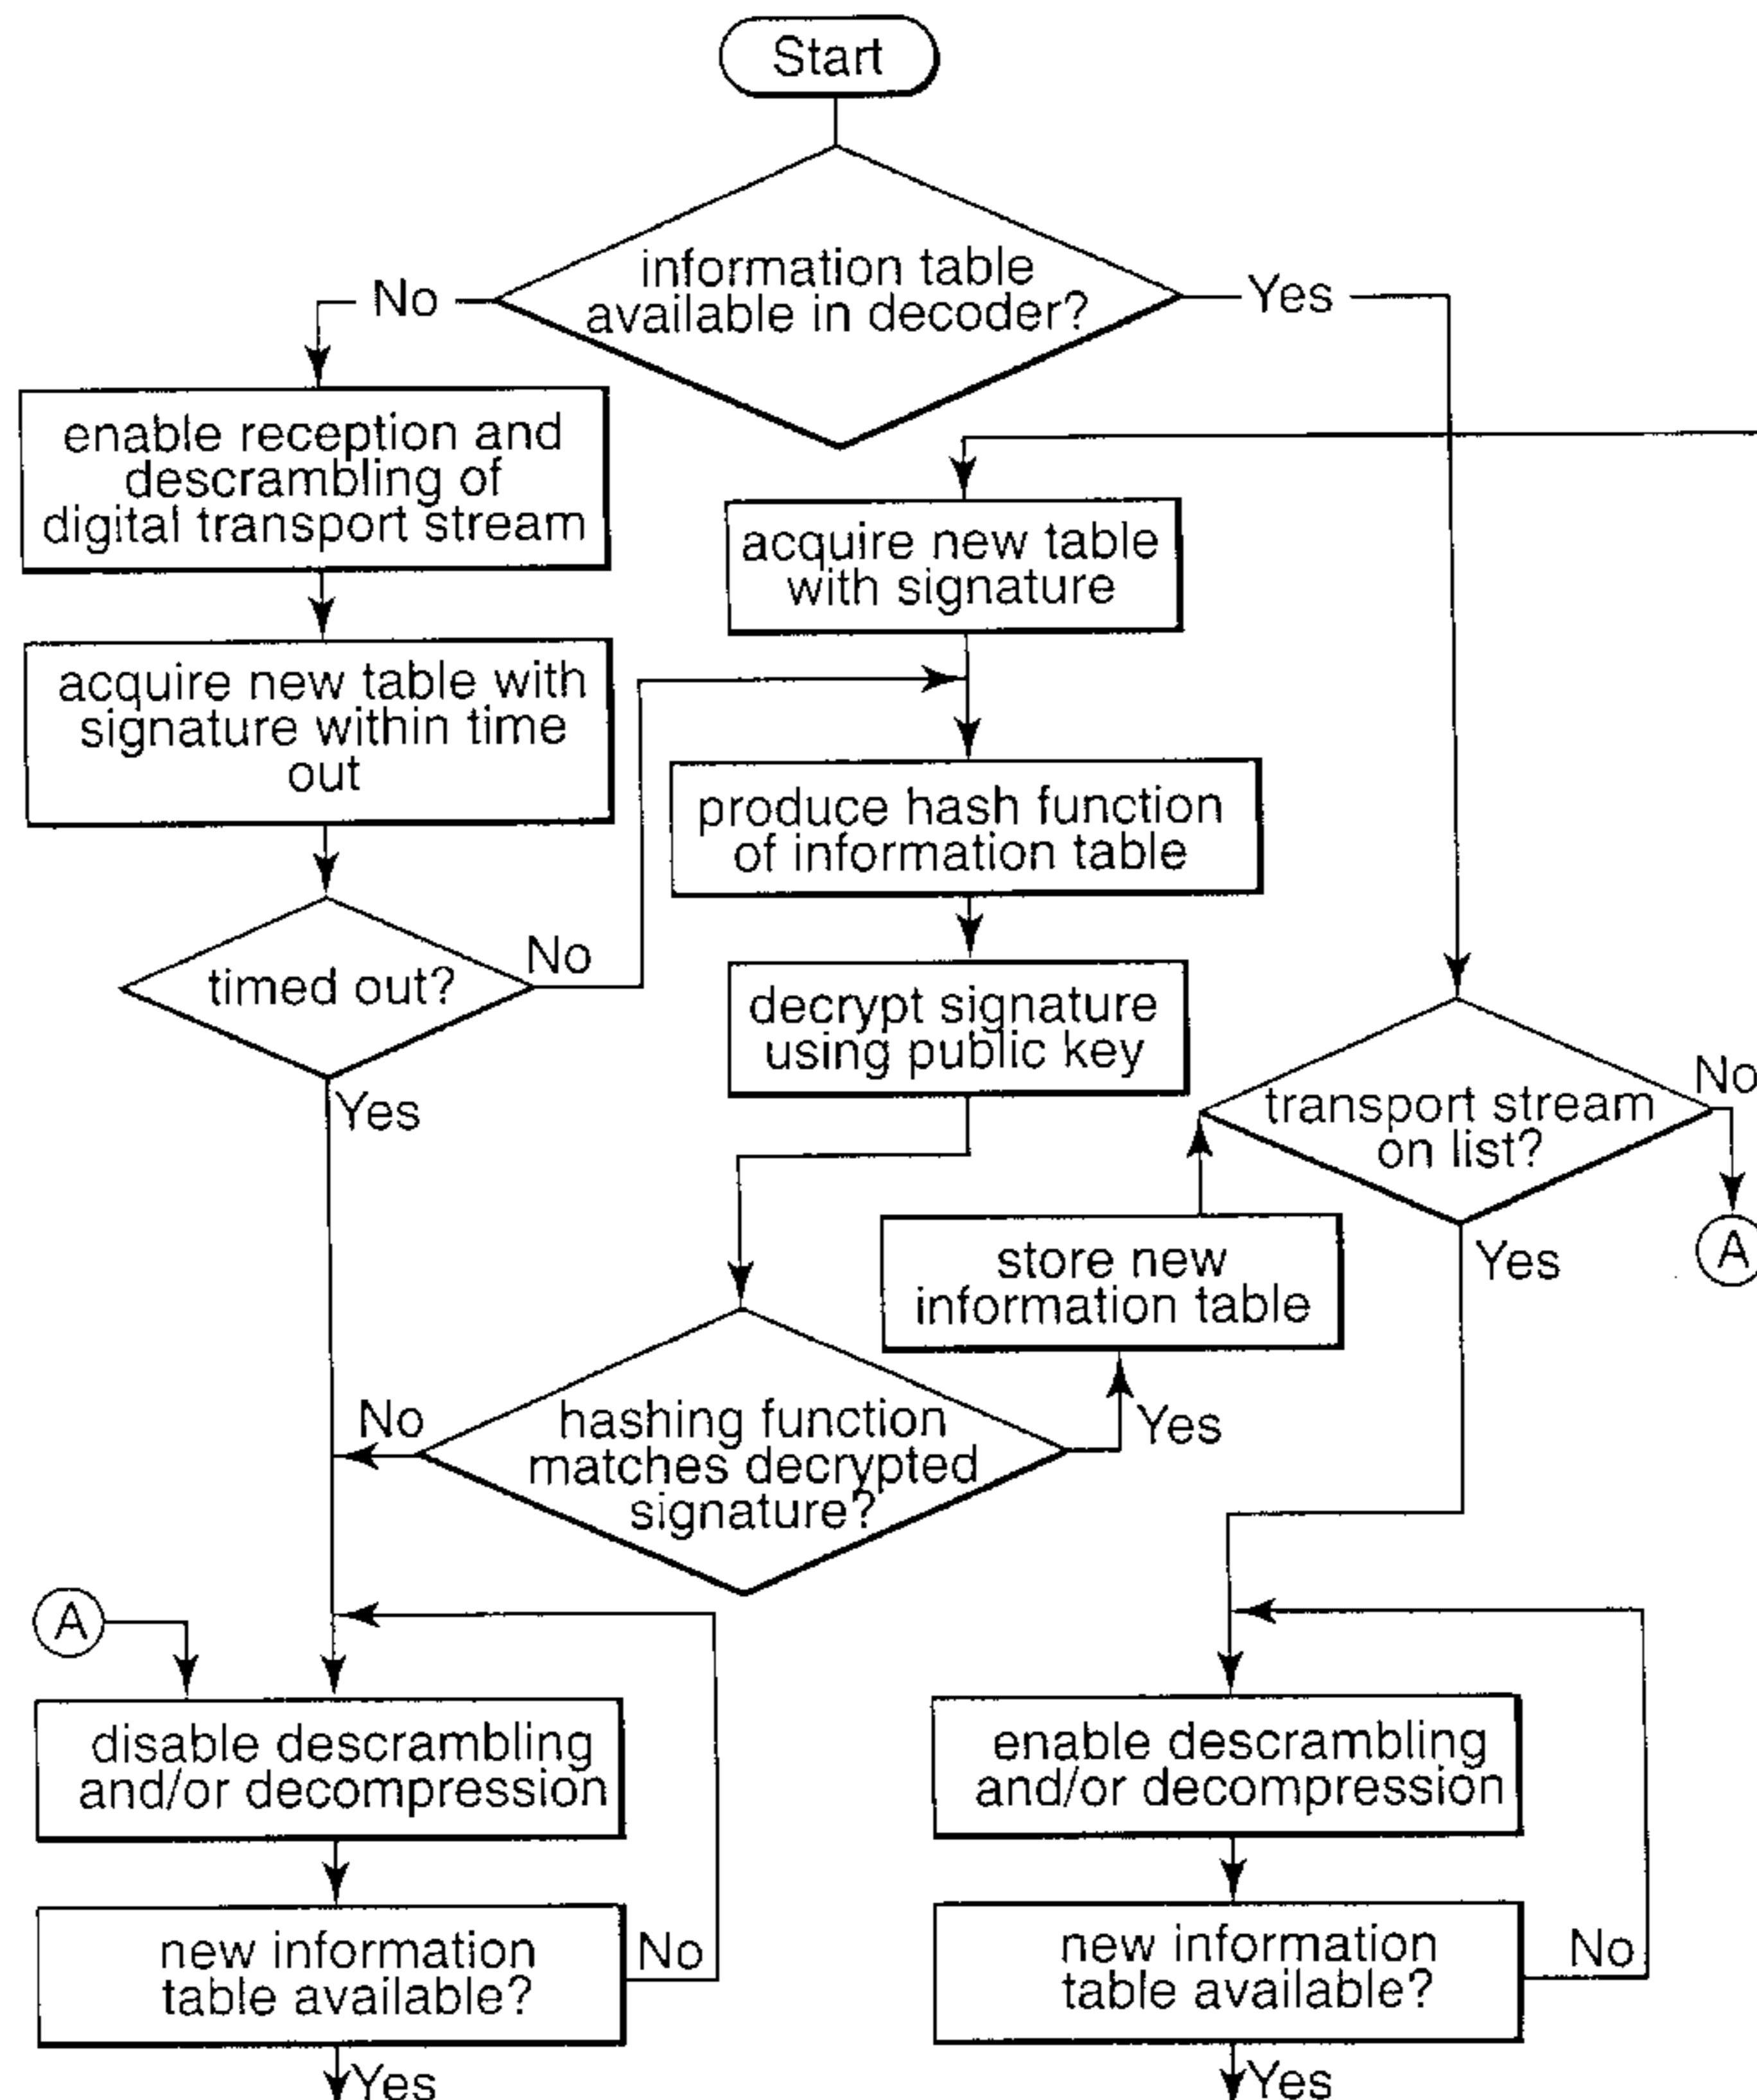 Start
information table
available in decoder?
No
Yes
enable reception and
descrambling of
digital transport stream
acquire new table
with signature
acquire new table with
signature within time
out
produce hash function
of information table
timed out?
No
decrypt signature
using public key
Yes
transport stream
on list?
No
A
Yes
store new
information table
hashing function
matches decrypted
signature?
No
Yes
A
disable descrambling
and/or decompression
enable descrambling
and/or decompression
new information
table available?
No
new information
table available?
No
Yes
Yes